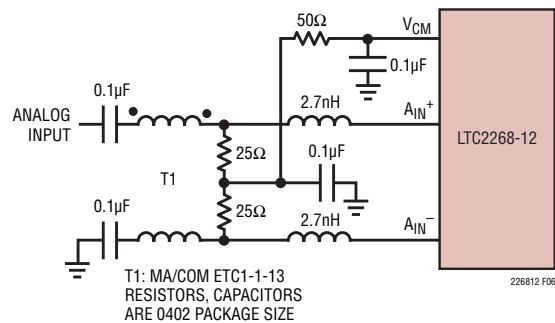 50Ω
VCM
0.1µF
0.1µF
2.7nH
AIN+
ANALOG
INPUT
LTC2268-12
25Ω
0.1µF
T1
0.1µF
25Ω
2.7nH
AIN−
T1: MA/COM ETC1-1-13
RESISTORS, CAPACITORS
ARE 0402 PACKAGE SIZE
226812 F06